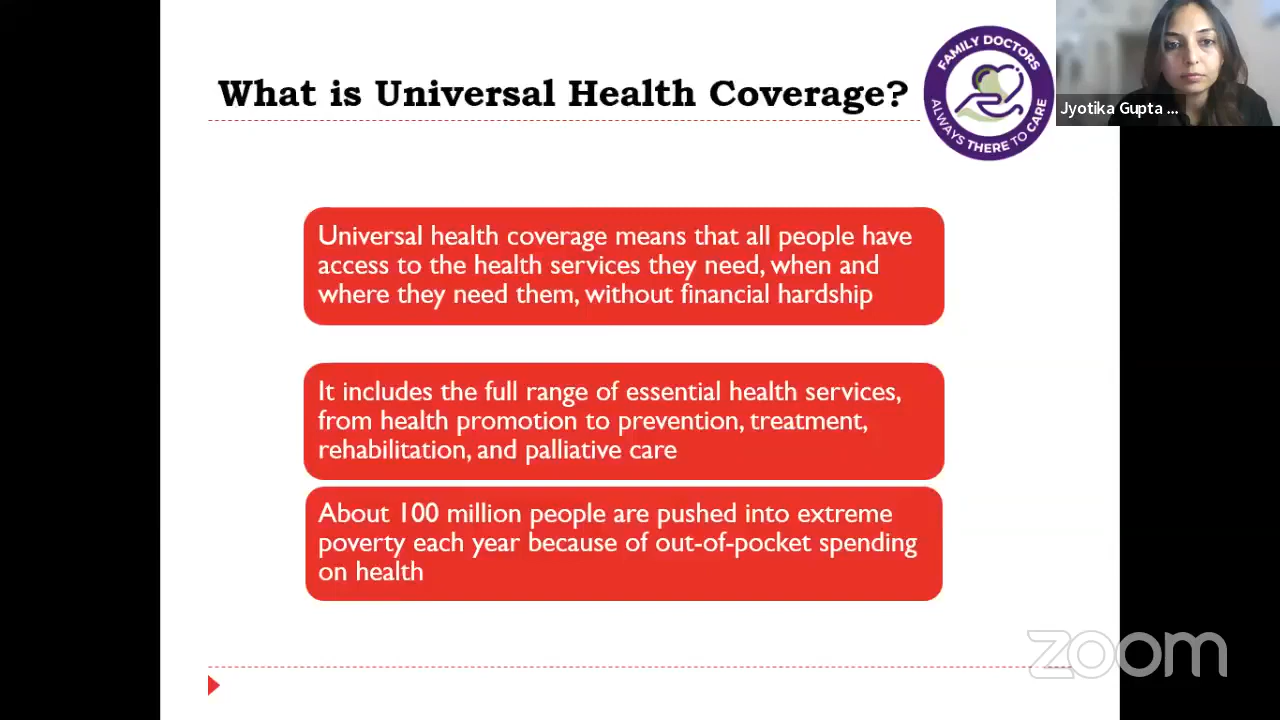 What is Universal Health Coverage?
FAMILY DOCTORS
ALWAYS THERE TO CARE
Jyotika Gupta ...
Universal health coverage means that all people have
access to the health services they need, when and
where they need them, without financial hardship
It includes the full range of essential health services,
from health promotion to prevention, treatment,
rehabilitation, and palliative care
About 100 million people are pushed into extreme
poverty each year because of out-of-pocket spending
on health
zoom